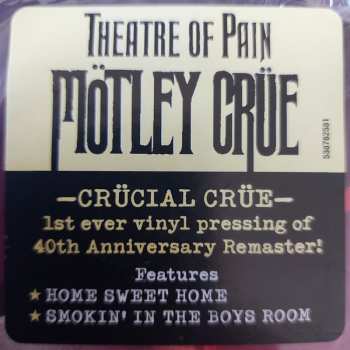 THEATRE OF PAIN
MÖTLEY CRÜE
538782581
—CRÜCIAL CRÜE—
1st ever vinyl pressing of
40th Anniversary Remaster!
Features
★ HOME SWEET HOME
★ SMOKIN' IN THE BOYS ROOM